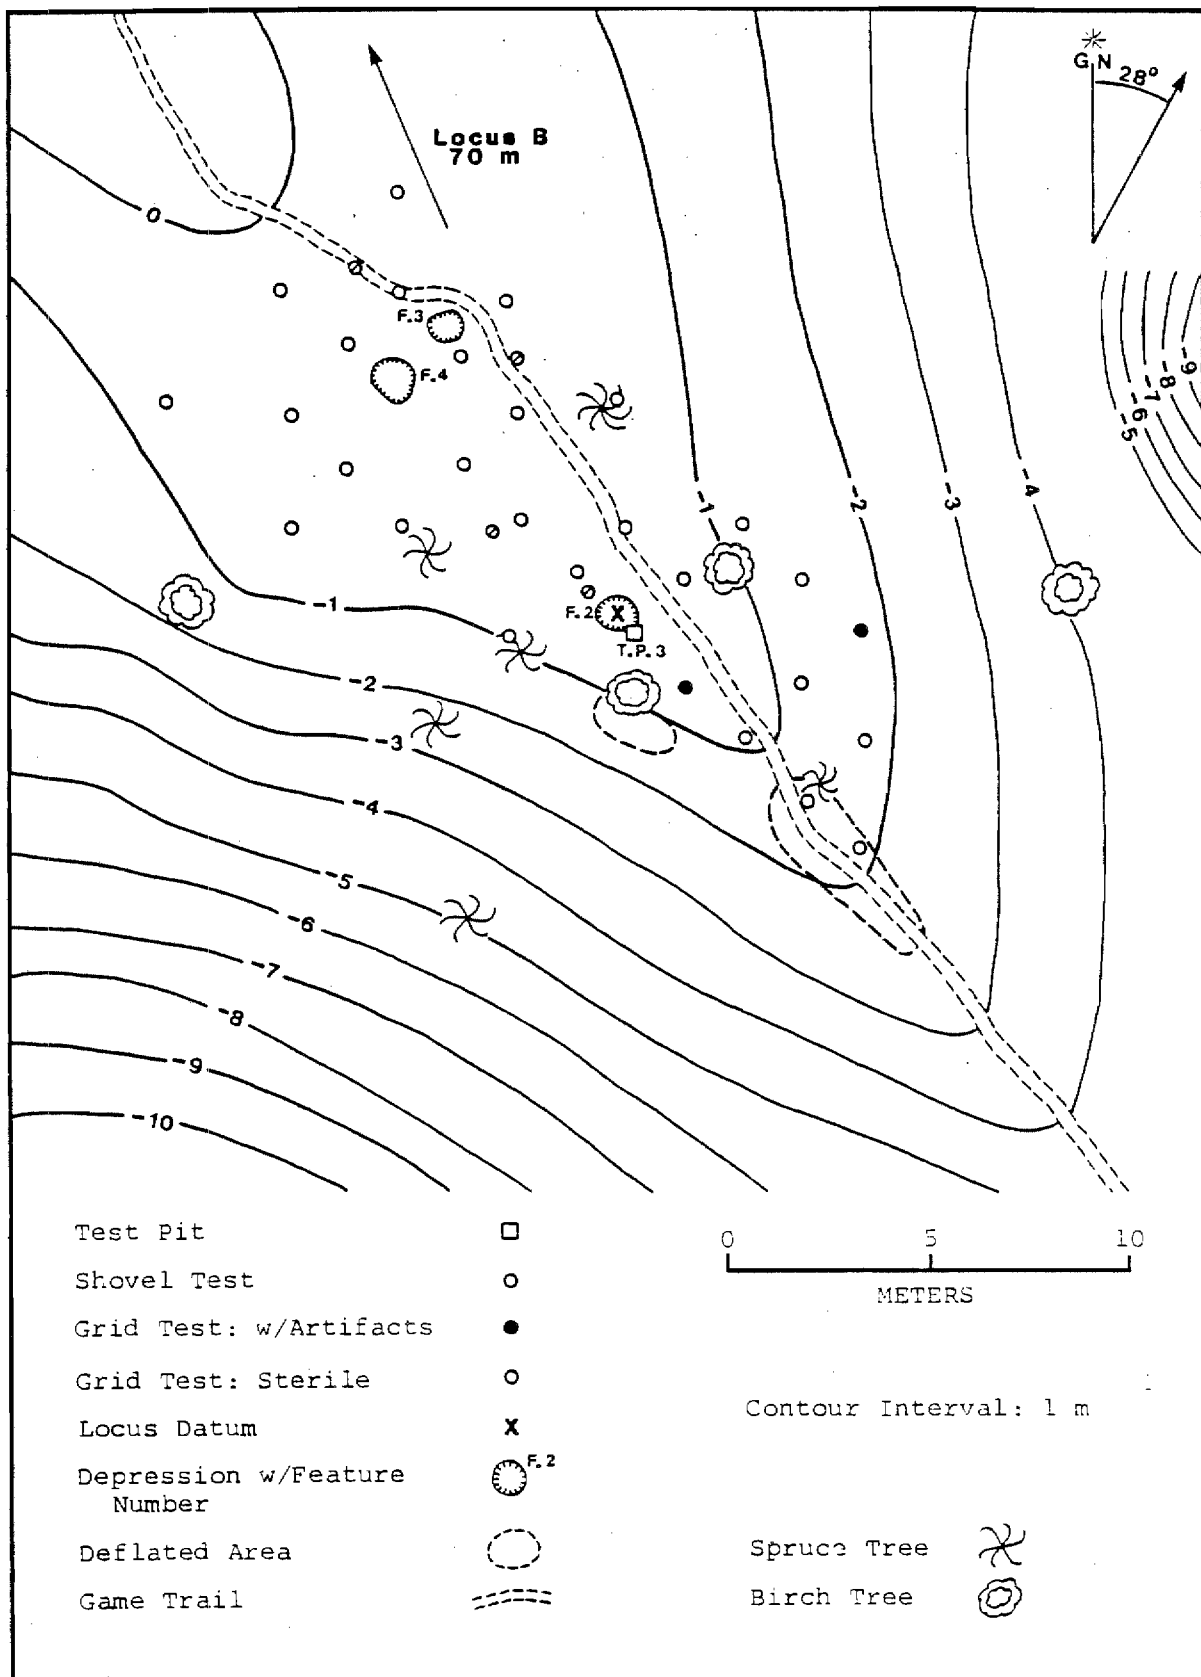 G N
28°
Locus B
70 m
0
F.3
F.4
-9
-8
-7
-6
-5
-4
-3
-2
-1
F.2
X
T.P.3
-1
-2
-3
-4
-5
-6
-7
-8
-9
-10
Test Pit
Shovel Test
Grid Test: w/Artifacts
Grid Test: Sterile
Locus Datum X
Depression w/Feature F.2
Number
Deflated Area
Game Trail
0 5 10
METERS
Contour Interval: 1 m
Spruce Tree
Birch Tree